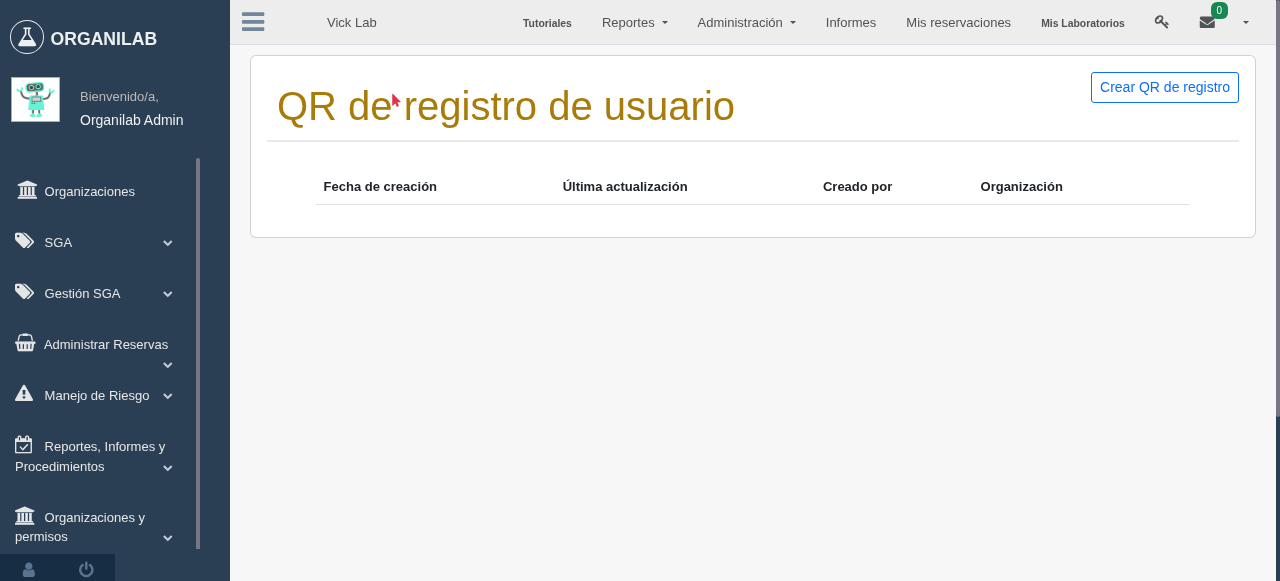 ORGANILAB
Bienvenido/a,
Organilab Admin
Organizaciones
SGA
Gestión SGA
Administrar Reservas
Manejo de Riesgo
Reportes, Informes y
Procedimientos
Organizaciones y
permisos
Vick Lab
Tutoriales
Reportes
Administración
Informes
Mis reservaciones
Mis Laboratorios
0
QR de registro de usuario
Crear QR de registro
Fecha de creación
Última actualización
Creado por
Organización